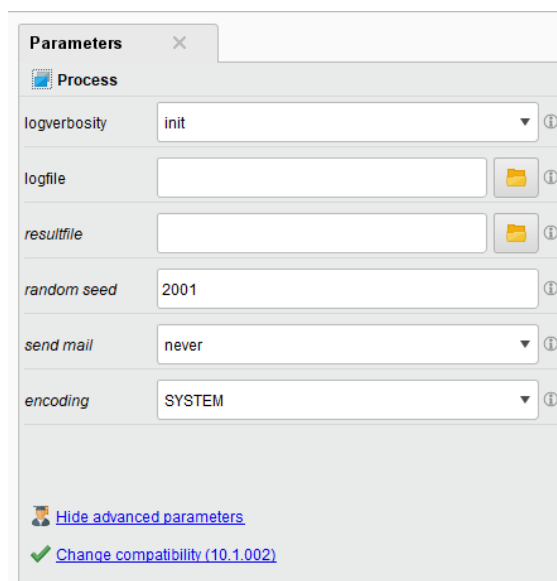 Parameters
Process
logverbosity init
logfile
resultfile
random seed 2001
send mail never
encoding SYSTEM
Hide advanced parameters
Change compatibility (10.1.002)